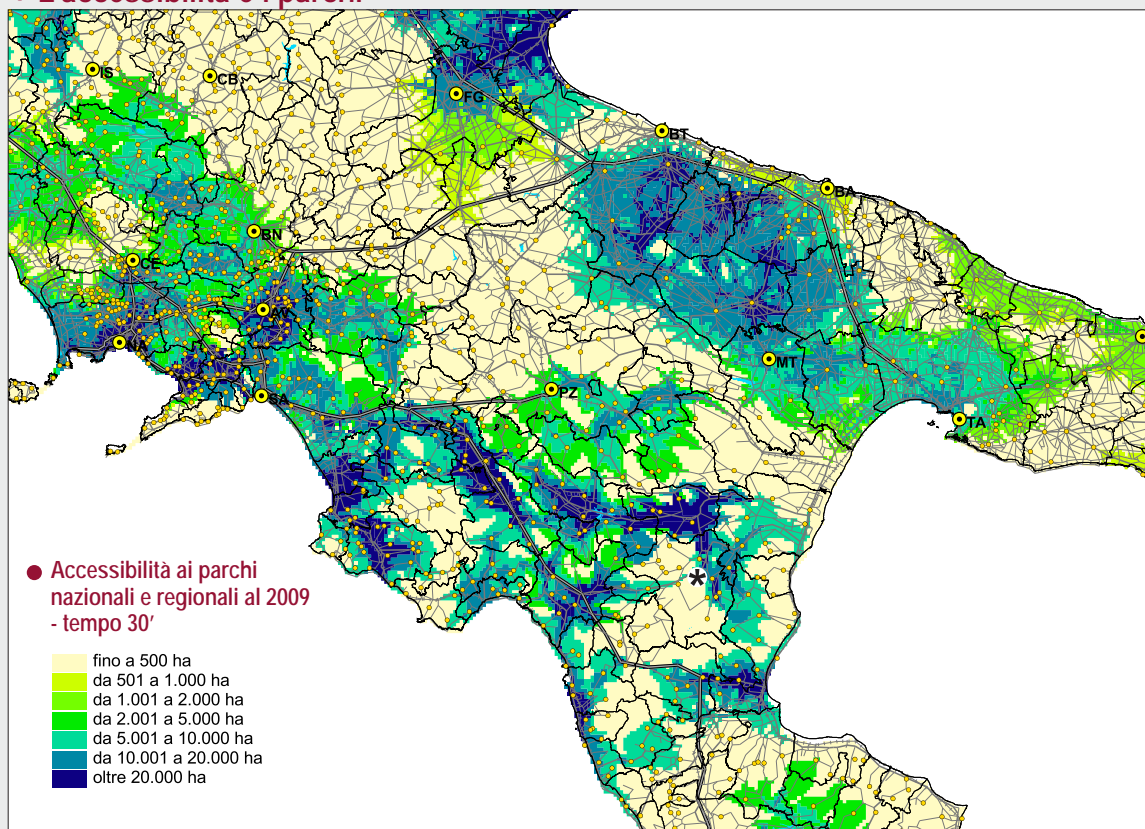 L'accessibilità e i parchi
IS
CB
FG
BT
BA
BN
CE
AV
NA
MT
PZ
SA
TA
*
● Accessibilità ai parchi
nazionali e regionali al 2009
- tempo 30'
fino a 500 ha
da 501 a 1.000 ha
da 1.001 a 2.000 ha
da 2.001 a 5.000 ha
da 5.001 a 10.000 ha
da 10.001 a 20.000 ha
oltre 20.000 ha